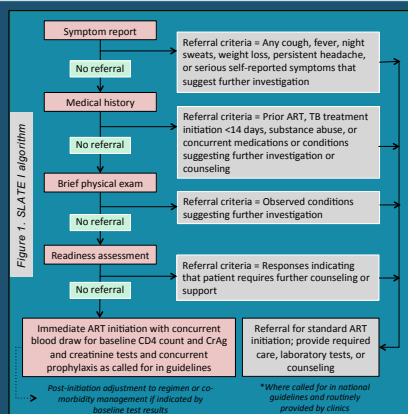 Symptom report
Referral criteria = Any cough, fever, night
sweats, weight loss, persistent headache,
or serious self-reported symptoms that
suggest further investigation
No referral
Medical history
Referral criteria = Prior ART, TB treatment
initiation <14 days, substance abuse, or
concurrent medications or conditions
suggesting further investigation or
counseling
No referral
Brief physical exam
Referral criteria = Observed conditions
suggesting further investigation
No referral
Readiness assessment
Referral criteria = Responses indicating
that patient requires further counseling or
support
No referral
Figure 1. SLATE I algorithm
Immediate ART initiation with concurrent
blood draw for baseline CD4 count and CrAg
and creatinine tests and concurrent
prophylaxis as called for in guidelines
Referral for standard ART
initiation; provide required
care, laboratory tests, or
counseling
Post-initiation adjustment to regimen or co-
morbidity management if indicated by
baseline test results
*Where called for in national
guidelines and routinely
provided by clinics